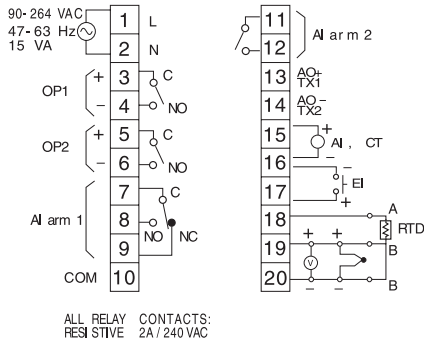 90-264 VAC
47-63 Hz
15 VA
1 L
2 N
OP1 + 3 C
- 4 NO
OP2 + 5 C
- 6 NO
7 C
Alarm 1 8 NO NC
9
COM 10
11
12 Alarm 2
13 AO+ TX1
14 AO- TX2
15 +
AI, CT
16 - -
EI
17 +
18 A
RTD
19 + + B
V
20 - - B
ALL RELAY CONTACTS:
RESISTIVE 2A / 240 VAC